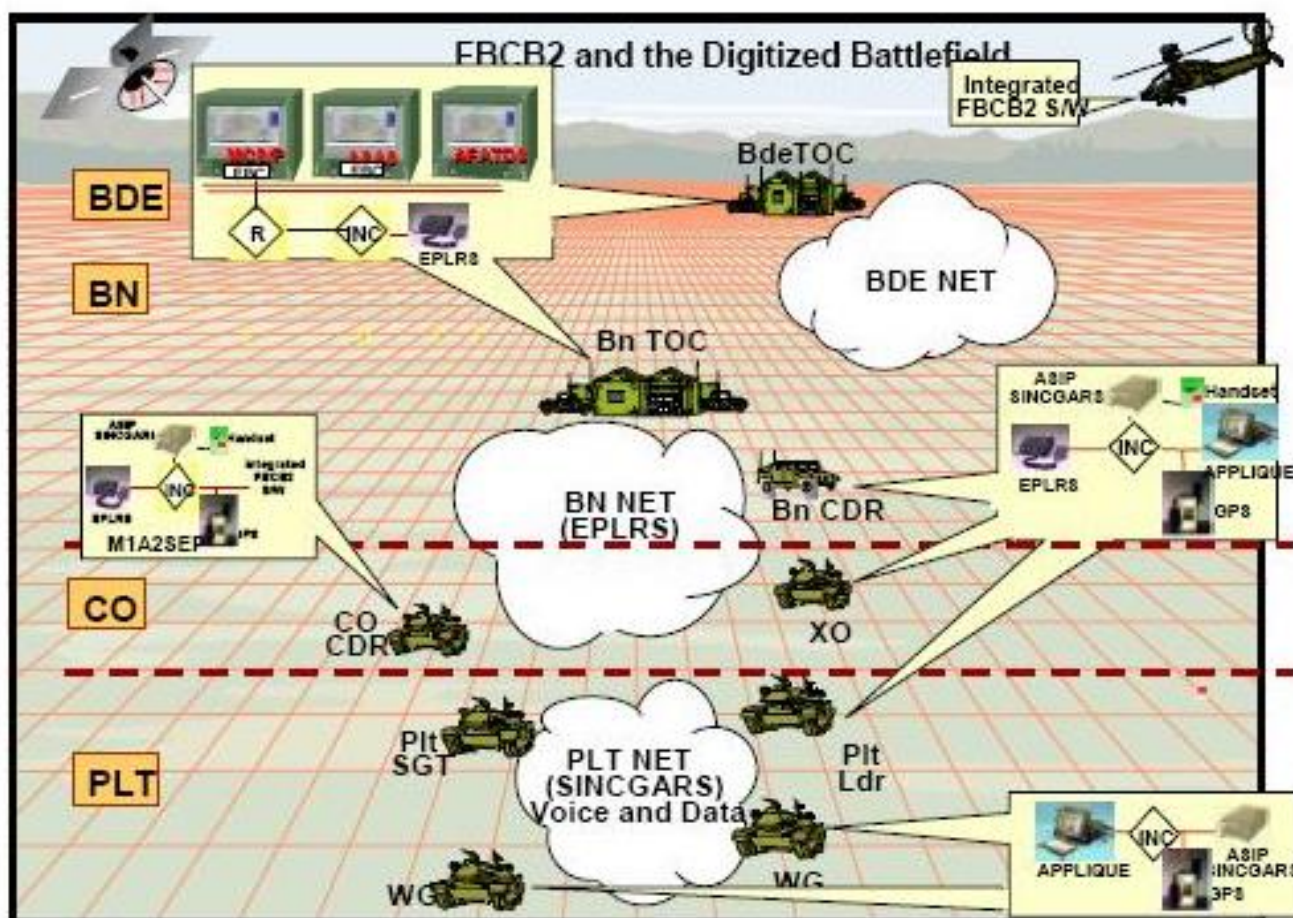 FBCB2 and the Digitized Battlefield
Integrated
FBCB2 S/W
AFATDS
R
INC
EPLRS
BdeTOC
BDE
BDE NET
BN
Bn TOC
ASIP
SINCGARS
Handset
INC
EPLRS
APPLIQUE
GPS
ASIP
Handset
Integrated
FBCB2
S/W
INC
EPLRS
M1A2SEP
BN NET
(EPLRS)
Bn CDR
CO
CO
CDR
XO
PLT
Plt
SGT
PLT NET
(SINCGARS)
Voice and Data
Plt
Ldr
WG
WG
APPLIQUE
INC
ASIP
SINCGARS
GPS